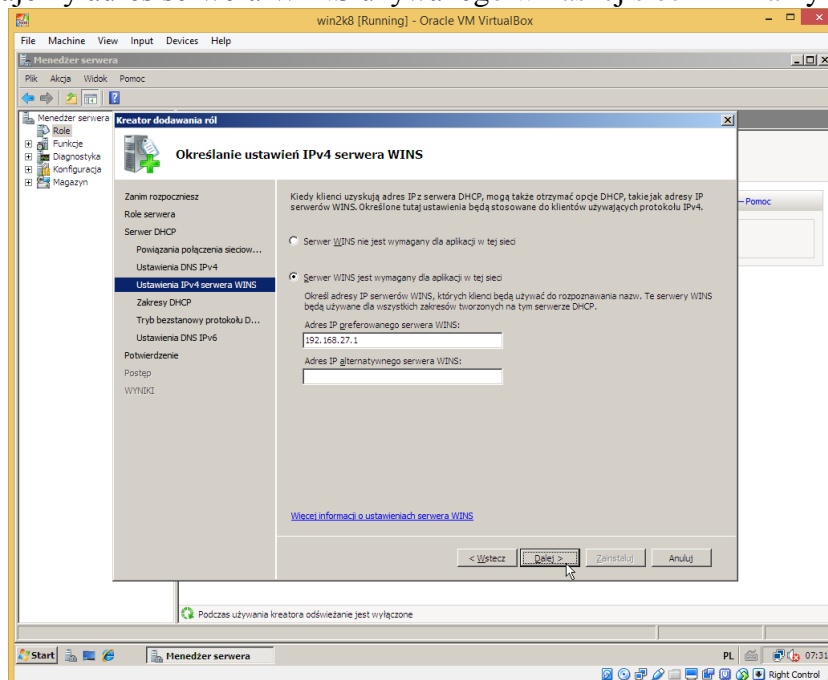 win2k8 [Running] - Oracle VM VirtualBox
File Machine View Input Devices Help
Menedżer serwera
Plik Akcja Widok Pomoc
Menedżer serwera
Role
Funkcje
Diagnostyka
Konfiguracja
Magazyn
Kreator dodawania ról
Określanie ustawień IPv4 serwera WINS
Zanim rozpoczniesz
Role serwera
Serwer DHCP
Powiązania połączenia sieciow...
Ustawienia DNS IPv4
Ustawienia IPv4 serwera WINS
Zakresy DHCP
Tryb bezstanowy protokołu D...
Ustawienia DNS IPv6
Potwierdzenie
Postęp
WYNIKI
Kiedy klienci uzyskują adres IP z serwera DHCP, mogą także otrzymać opcje DHCP, takie jak adresy IP
serwerów WINS. Określone tutaj ustawienia będą stosowane do klientów używających protokołu IPv4.
Serwer WINS nie jest wymagany dla aplikacji w tej sieci
Serwer WINS jest wymagany dla aplikacji w tej sieci
Określ adresy IP serwerów WINS, których klienci będą używać do rozpoznawania nazw. Te serwery WINS
będą używane dla wszystkich zakresów tworzonych na tym serwerze DHCP.
Adres IP preferowanego serwera WINS:
192.168.27.1
Adres IP alternatywnego serwera WINS:
Więcej informacji o ustawieniach serwera WINS
< Wstecz Dalej > Zainstaluj Anuluj
Pomoc
Podczas używania kreatora odświeżanie jest wyłączone
Start Menedżer serwera PL 07:31
Right Control